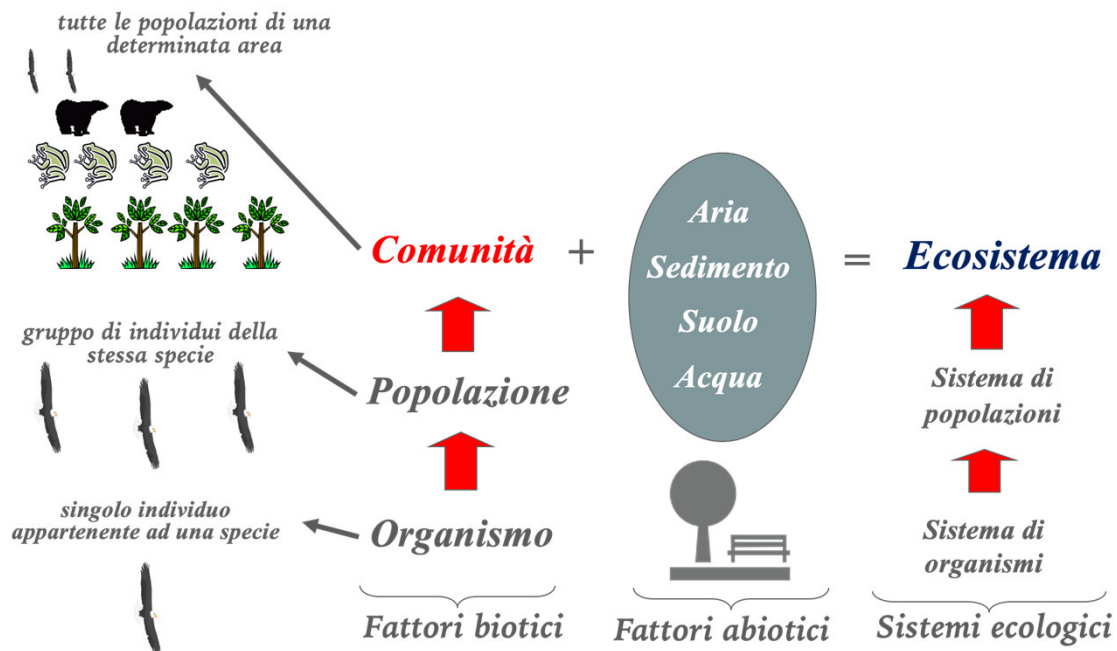 tutte le popolazioni di una
determinata area
Comunità
+
Aria
Sedimento
Suolo
Acqua
=
Ecosistema
gruppo di individui della
stessa specie
Popolazione
Sistema di
popolazioni
singolo individuo
appartenente ad una specie
Organismo
Sistema di
organismi
Fattori biotici
Fattori abiotici
Sistemi ecologici